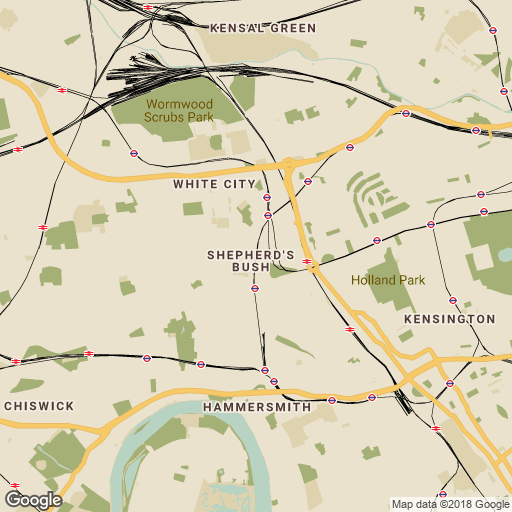 KENSAL GREEN
Wormwood
Scrubs Park
WHITE CITY
SHEPHERD'S
BUSH
Holland Park
KENSINGTON
CHISWICK
HAMMERSMITH
Google
Map data ©2018 Google